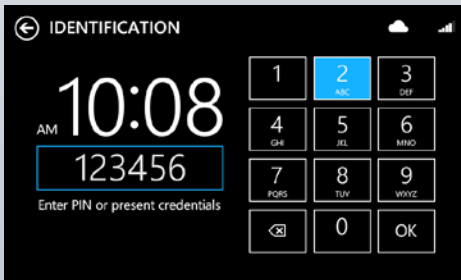 IDENTIFICATION
AM 10:08
123456
Enter PIN or present credentials
1 2 3
ABC DEF
4 5 6
GHI JKL MNO
7 8 9
PQRS TUV WXYZ
0 OK